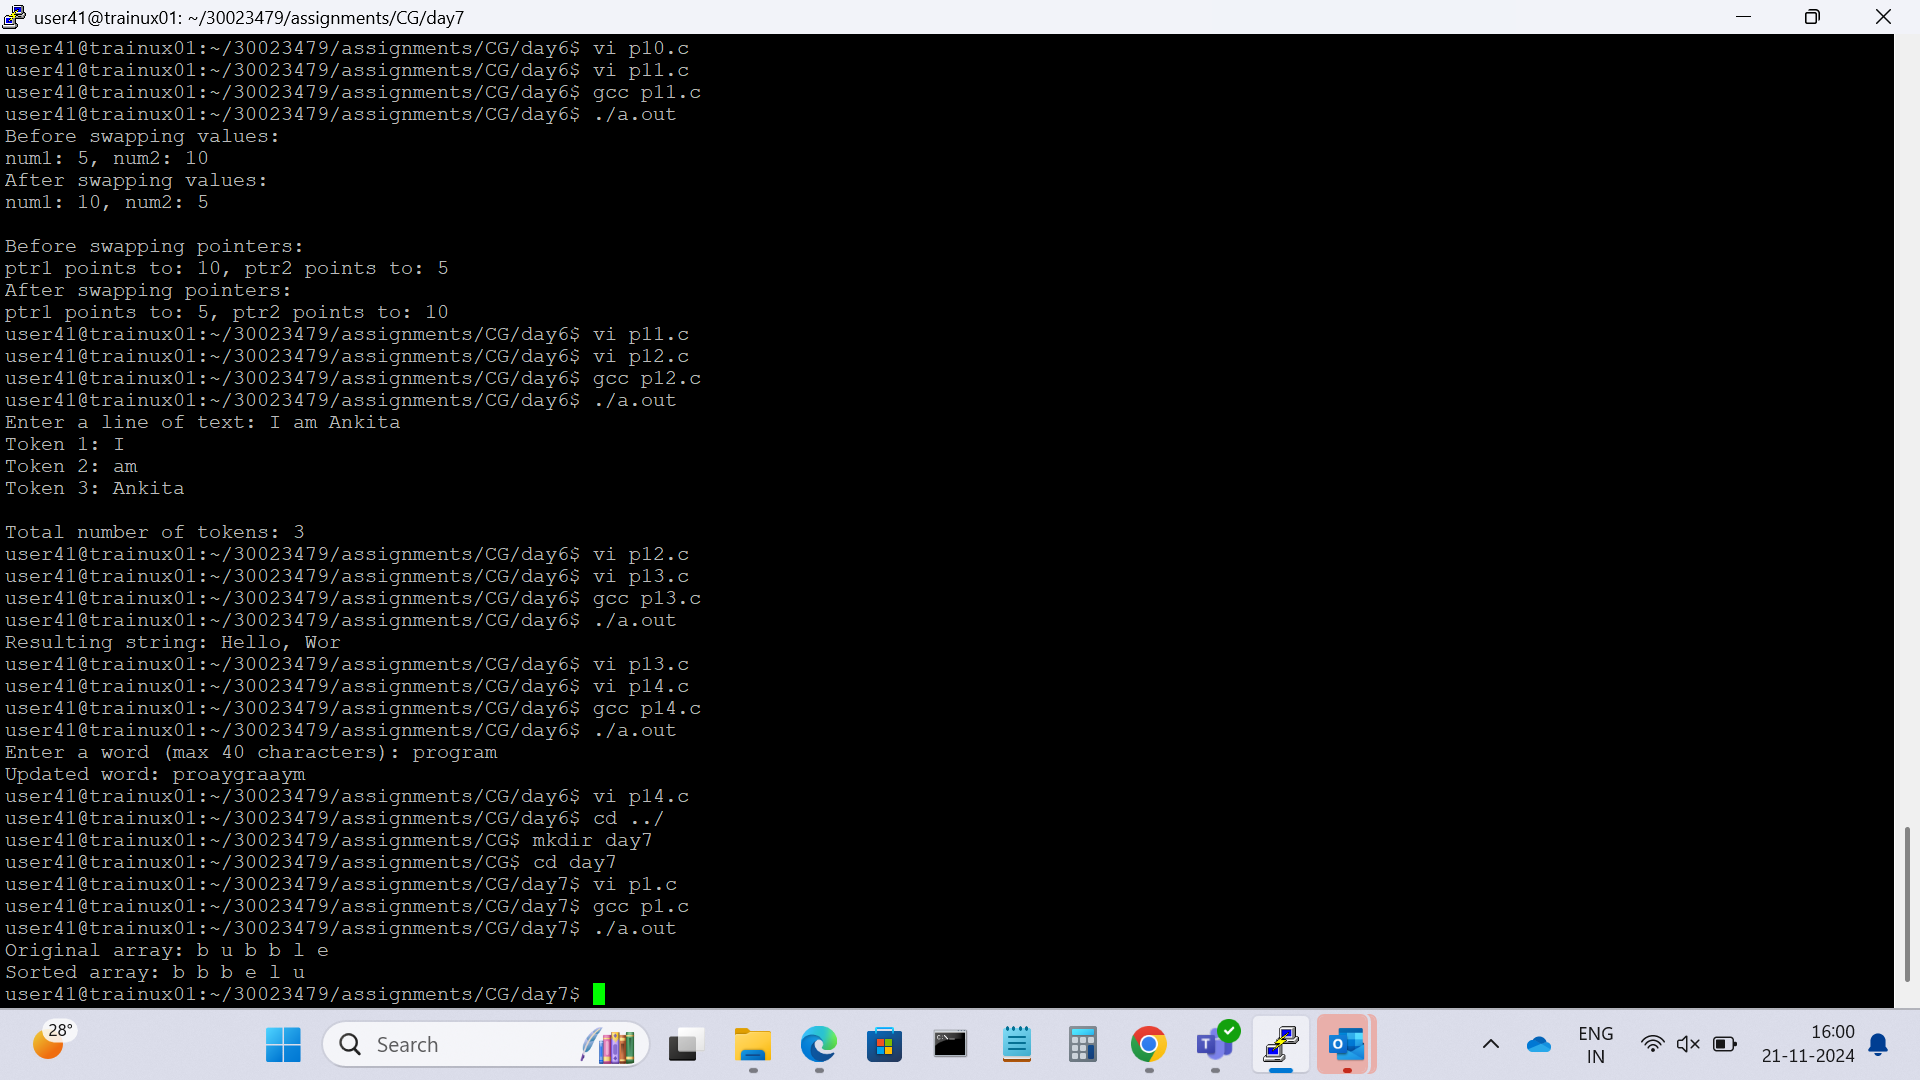 user41@trainux01: ~/30023479/assignments/CG/day7
user41@trainux01:~/30023479/assignments/CG/day6$ vi p10.c
user41@trainux01:~/30023479/assignments/CG/day6$ vi p11.c
user41@trainux01:~/30023479/assignments/CG/day6$ gcc p11.c
user41@trainux01:~/30023479/assignments/CG/day6$ ./a.out
Before swapping values:
num1: 5, num2: 10
After swapping values:
num1: 10, num2: 5
Before swapping pointers:
ptr1 points to: 10, ptr2 points to: 5
After swapping pointers:
ptr1 points to: 5, ptr2 points to: 10
user41@trainux01:~/30023479/assignments/CG/day6$ vi p11.c
user41@trainux01:~/30023479/assignments/CG/day6$ vi p12.c
user41@trainux01:~/30023479/assignments/CG/day6$ gcc p12.c
user41@trainux01:~/30023479/assignments/CG/day6$ ./a.out
Enter a line of text: I am Ankita
Token 1: I
Token 2: am
Token 3: Ankita
Total number of tokens: 3
user41@trainux01:~/30023479/assignments/CG/day6$ vi p12.c
user41@trainux01:~/30023479/assignments/CG/day6$ vi p13.c
user41@trainux01:~/30023479/assignments/CG/day6$ gcc p13.c
user41@trainux01:~/30023479/assignments/CG/day6$ ./a.out
Resulting string: Hello, Wor
user41@trainux01:~/30023479/assignments/CG/day6$ vi p13.c
user41@trainux01:~/30023479/assignments/CG/day6$ vi p14.c
user41@trainux01:~/30023479/assignments/CG/day6$ gcc p14.c
user41@trainux01:~/30023479/assignments/CG/day6$ ./a.out
Enter a word (max 40 characters): program
Updated word: proaygraaym
user41@trainux01:~/30023479/assignments/CG/day6$ vi p14.c
user41@trainux01:~/30023479/assignments/CG/day6$ cd ../
user41@trainux01:~/30023479/assignments/CG$ mkdir day7
user41@trainux01:~/30023479/assignments/CG$ cd day7
user41@trainux01:~/30023479/assignments/CG/day7$ vi p1.c
user41@trainux01:~/30023479/assignments/CG/day7$ gcc p1.c
user41@trainux01:~/30023479/assignments/CG/day7$ ./a.out
Original array: b u b b l e
Sorted array: b b b e l u
user41@trainux01:~/30023479/assignments/CG/day7$
28°
Search
ENG
IN
16:00
21-11-2024